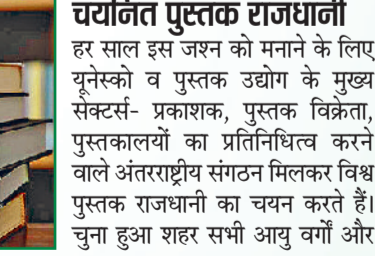 चयनित पुस्तक राजधानी
हर साल इस जश्न को मनाने के लिए
यूनेस्को व पुस्तक उद्योग के मुख्य
सेक्टर्स- प्रकाशक, पुस्तक विक्रेता,
पुस्तकालयों का प्रतिनिधित्व करने
वाले अंतरराष्ट्रीय संगठन मिलकर विश्व
पुस्तक राजधानी का चयन करते हैं।
चुना हुआ शहर सभी आयु वर्गों और